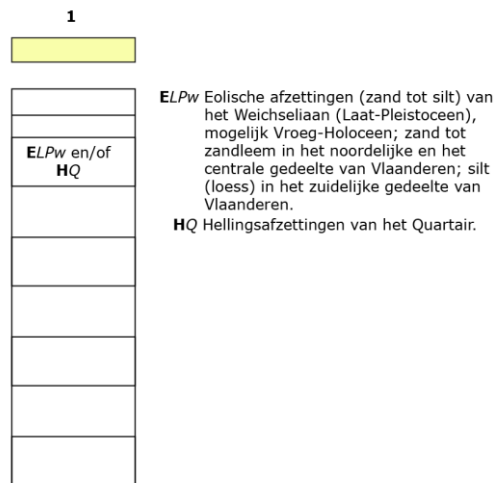 1
ELPw en/of
HQ
ELPw Eolische afzettingen (zand tot silt) van
het Weichseliaan (Laat-Pleistoceen),
mogelijk Vroeg-Holoceen; zand tot
zandleem in het noordelijke en het
centrale gedeelte van Vlaanderen; silt
(loess) in het zuidelijke gedeelte van
Vlaanderen.
HQ Hellingsafzettingen van het Quartair.